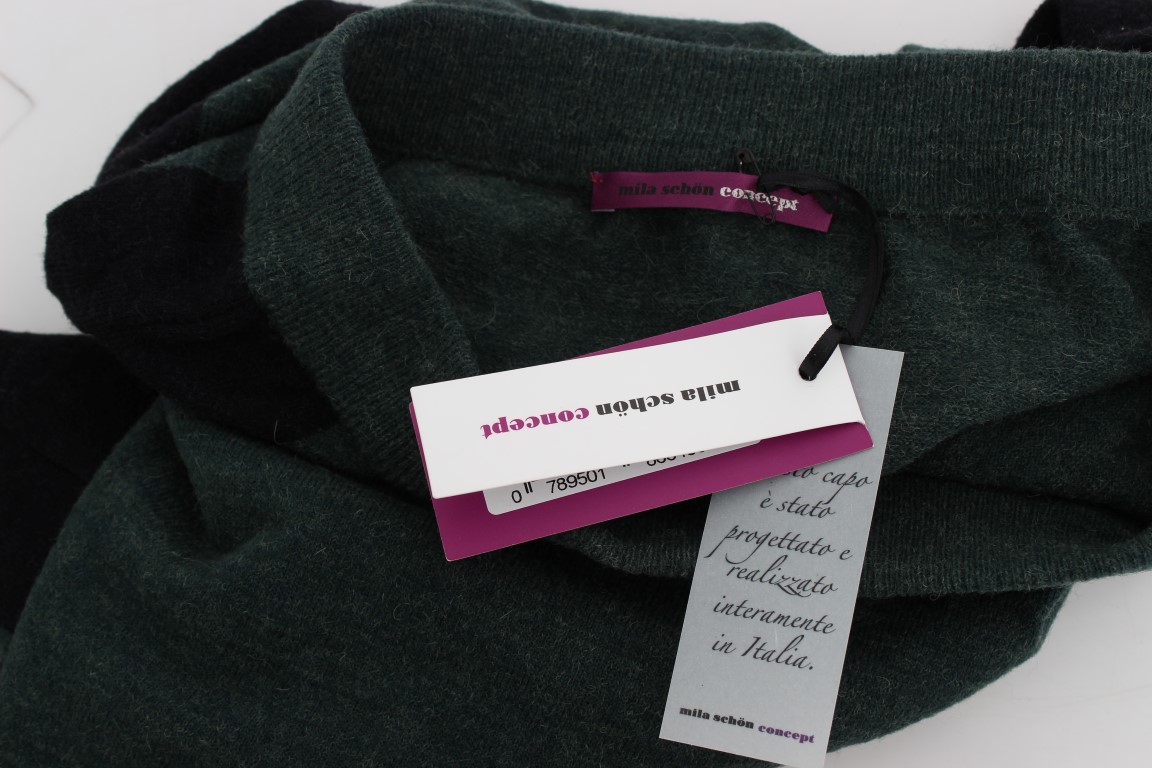 mila schön concept
mila schön concept
0 789501
capo
è stato
progettato e
realizzato
interamente
in Italia.
mila schön concept